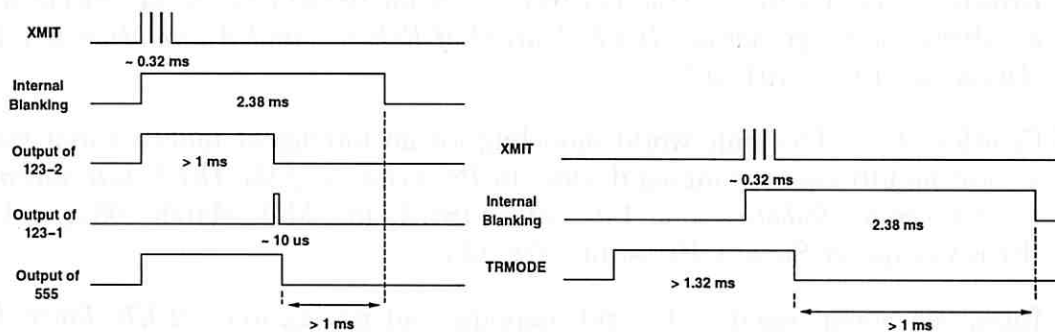 XMIT
~ 0.32 ms
Internal
Blanking
2.38 ms
Output of
123-2
> 1 ms
Output of
123-1
~ 10 us
Output of
555
> 1 ms
XMIT
~ 0.32 ms
Internal
Blanking
2.38 ms
TRMODE
> 1.32 ms
> 1 ms